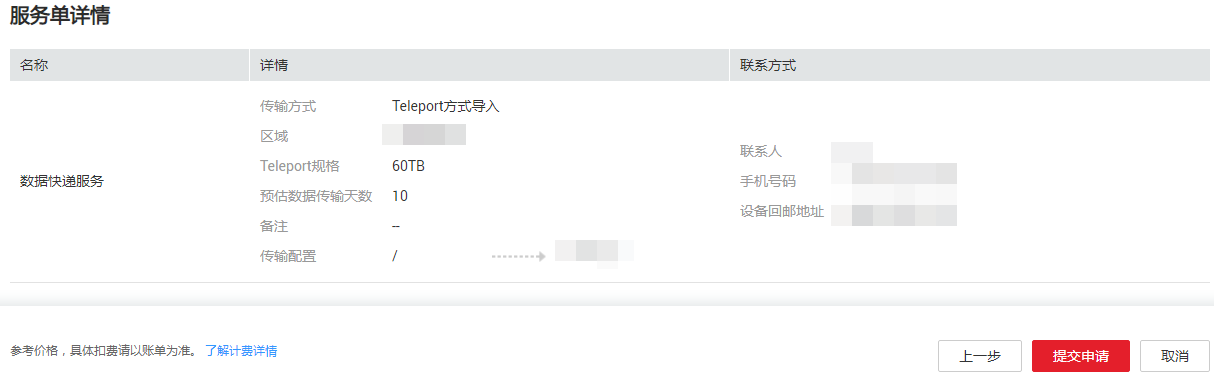 服务单详情
名称 详情 联系方式
数据快递服务
传输方式 Teleport方式导入
区域
Teleport规格 60TB
预估数据传输天数 10
备注 --
传输配置 /
联系人
手机号码
设备回邮地址
参考价格，具体扣费请以账单为准。 了解计费详情
上一步 提交申请 取消